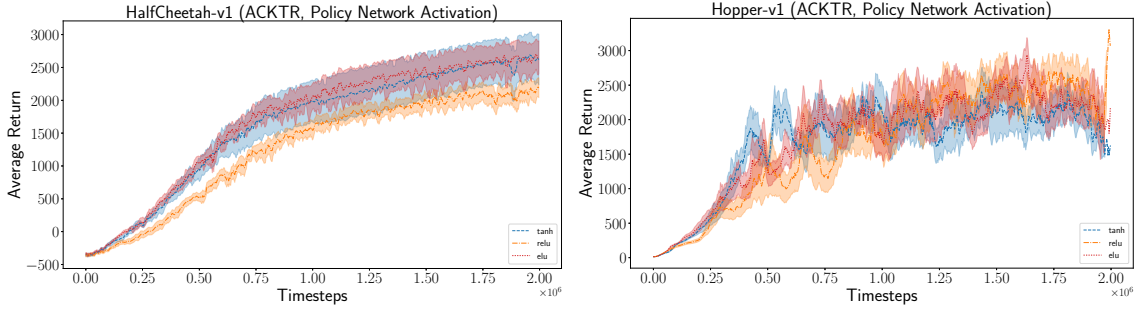 HalfCheetah-v1 (ACKTR, Policy Network Activation)
3000
2500
2000
1500
1000
500
0
−500
Average Return
0.00 0.25 0.50 0.75 1.00 1.25 1.50 1.75 2.00
×10⁶
Timesteps
tanh
relu
elu
Hopper-v1 (ACKTR, Policy Network Activation)
3000
2500
2000
1500
1000
500
0
Average Return
0.00 0.25 0.50 0.75 1.00 1.25 1.50 1.75 2.00
×10⁶
Timesteps
tanh
relu
elu